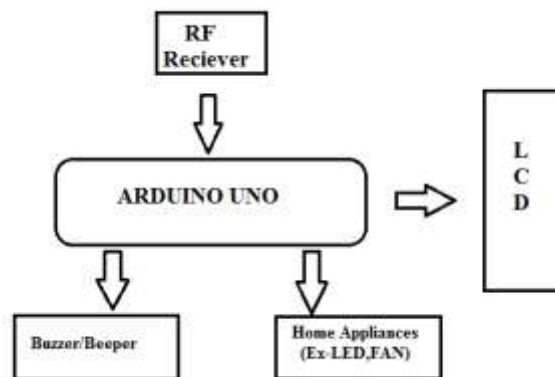 RF
Reciever
ARDUINO UNO
L
C
D
Buzzer/Beeper
Home Appliances
(Ex-LED,FAN)